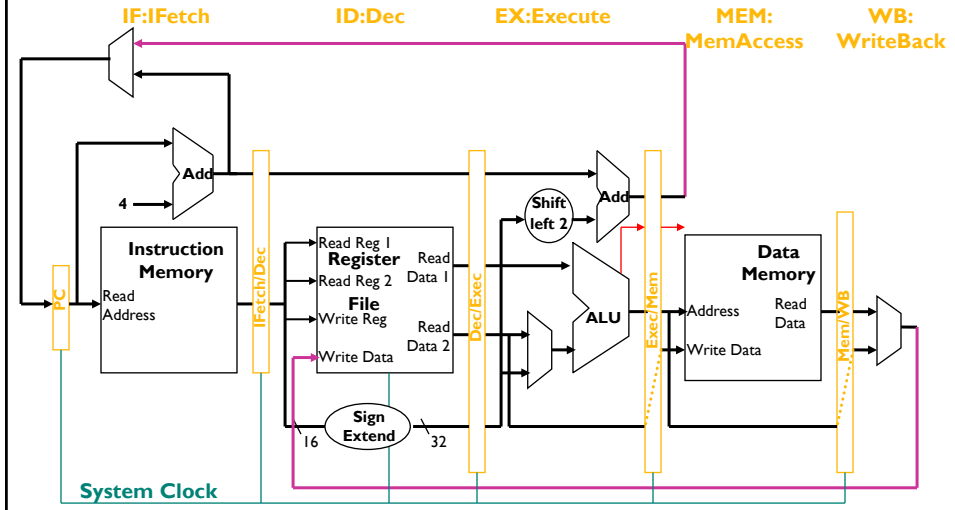 IF:IFetch
ID:Dec
EX:Execute
MEM:
MemAccess
WB:
WriteBack
Add
4
Shift
left 2
Add
Instruction
Memory
Read
Address
PC
IFetch/Dec
Read Reg 1
Register
Read Reg 2
File
Write Reg
Write Data
Read
Data 1
Read
Data 2
Dec/Exec
ALU
Exec/Mem
Data
Memory
Address
Read
Data
Write Data
Mem/WB
Sign
Extend
16
32
System Clock